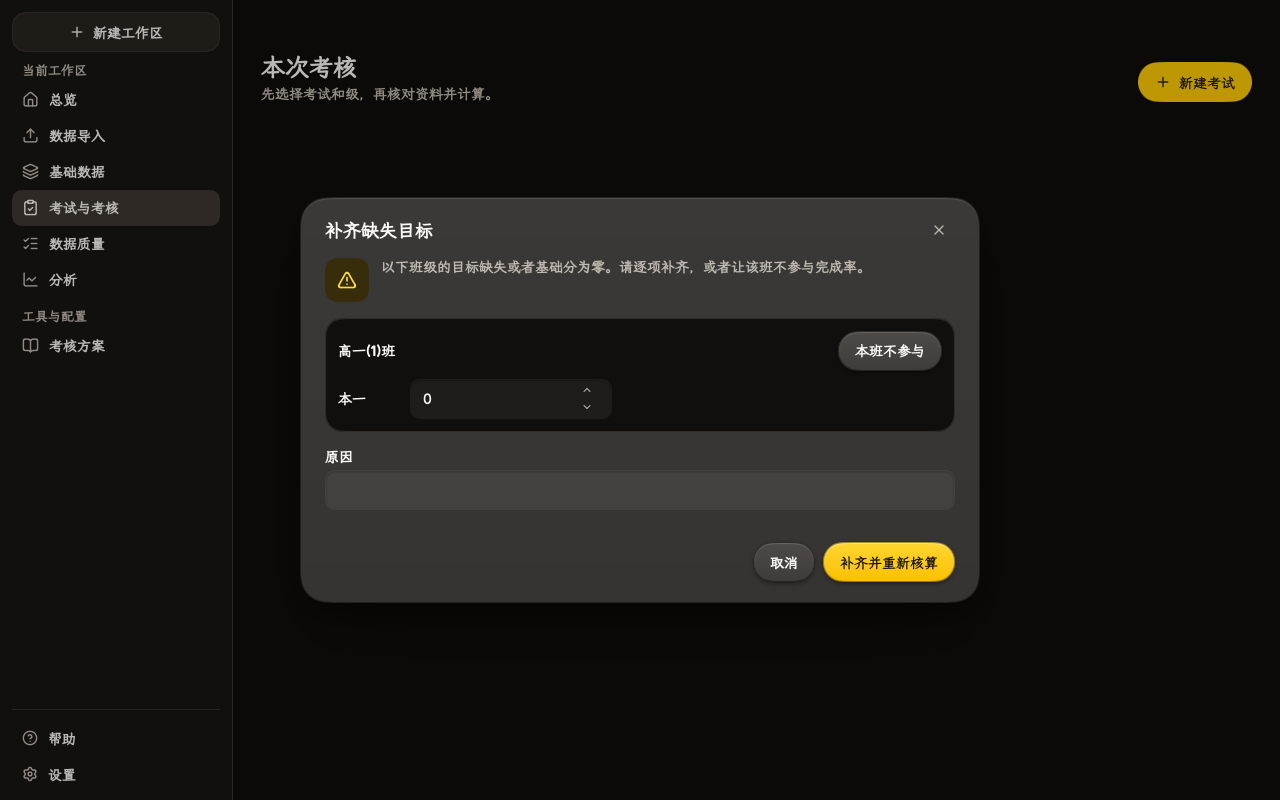 新建工作区
当前工作区
总览
数据导入
基础数据
考试与考核
数据质量
分析
工具与配置
考核方案
帮助
设置
本次考核
先选择考试和级，再核对资料并计算。
新建考试
补齐缺失目标
以下班级的目标缺失或者基础分为零。请逐项补齐，或者让该班不参与完成率。
高一(1)班
本班不参与
本一
0
原因
取消
补齐并重新核算